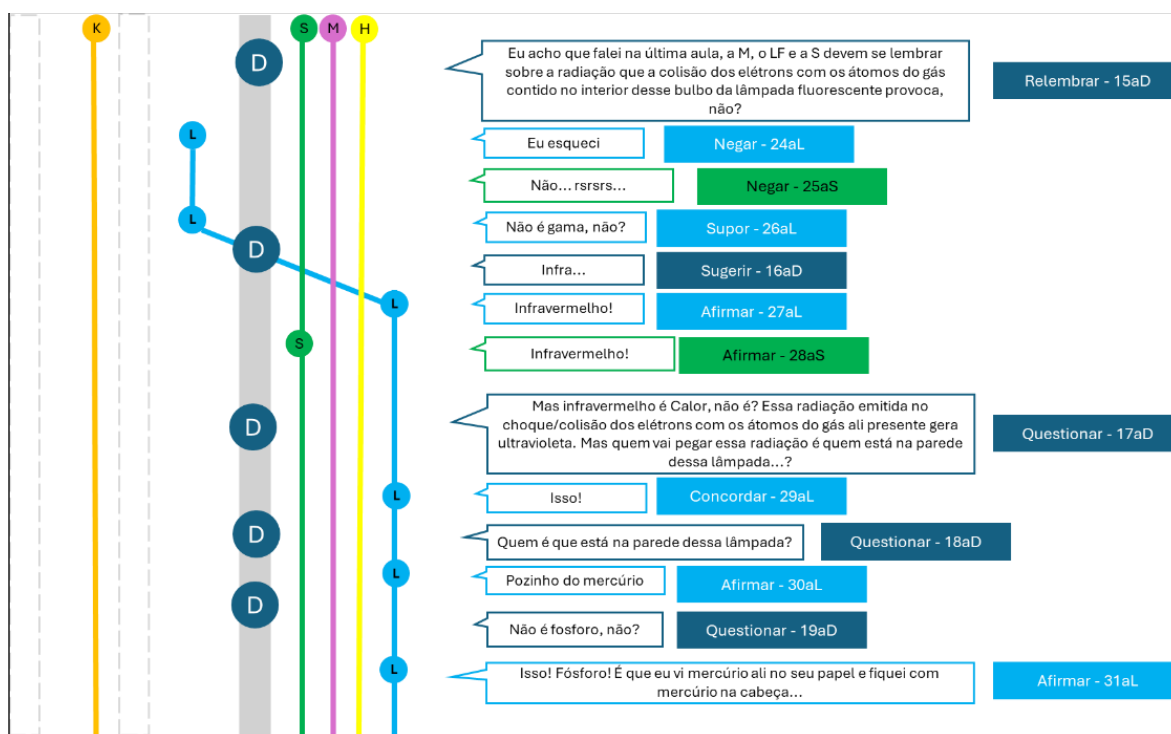 K
S
M
H
D
Eu acho que falei na última aula, a M, o LF e a S devem se lembrar
sobre a radiação que a colisão dos elétrons com os átomos do gás
contido no interior desse bulbo da lâmpada fluorescente provoca,
não?
Relembrar - 15aD
L
Eu esqueci
Negar - 24aL
Não... rsrsrs...
Negar - 25aS
L
Não é gama, não?
Supor - 26aL
D
Infra...
Sugerir - 16aD
L
Infravermelho!
Afirmar - 27aL
S
Infravermelho!
Afirmar - 28aS
D
Mas infravermelho é Calor, não é? Essa radiação emitida no
choque/colisão dos elétrons com os átomos do gás ali presente gera
ultravioleta. Mas quem vai pegar essa radiação é quem está na parede
dessa lâmpada...?
Questionar - 17aD
L
Isso!
Concordar - 29aL
D
Quem é que está na parede dessa lâmpada?
Questionar - 18aD
L
Pozinho do mercúrio
Afirmar - 30aL
D
Não é fosforo, não?
Questionar - 19aD
L
Isso! Fósforo! É que eu vi mercúrio ali no seu papel e fiquei com
mercúrio na cabeça...
Afirmar - 31aL